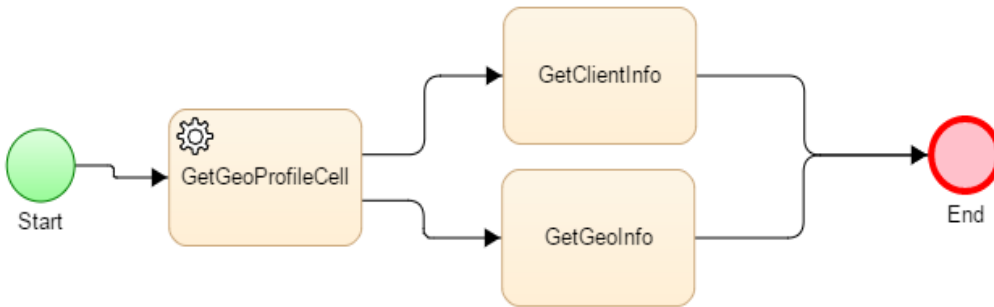 GetClientInfo
GetGeoProfileCell
Start
End
GetGeoInfo